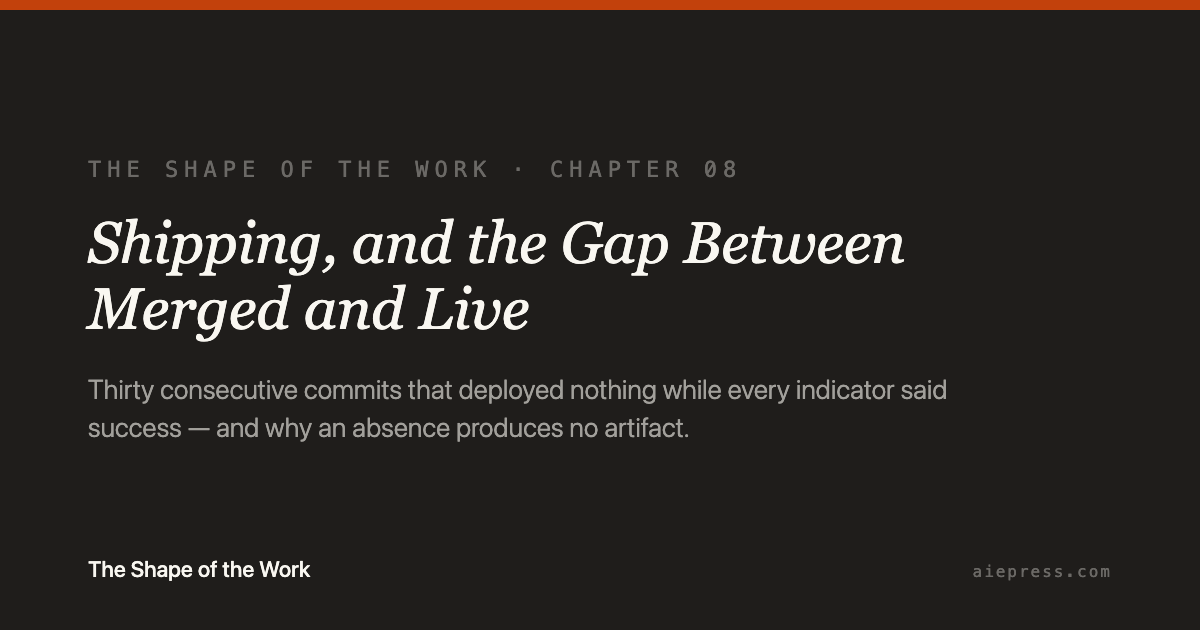 THE SHAPE OF THE WORK · CHAPTER 08
Shipping, and the Gap Between
Merged and Live
Thirty consecutive commits that deployed nothing while every indicator said
success — and why an absence produces no artifact.
The Shape of the Work
aiepress.com